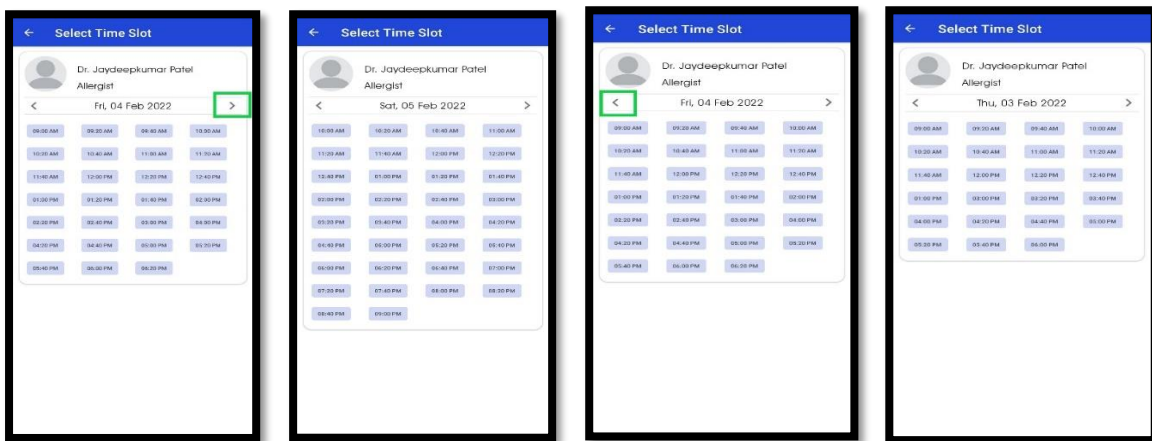 Select Time Slot
Dr. Jaydeepkumar Patel
Allergist
Fri, 04 Feb 2022
09:00 AM 09:20 AM 09:40 AM 10:00 AM
10:20 AM 10:40 AM 11:00 AM 11:20 AM
11:40 AM 12:00 PM 12:20 PM 12:40 PM
01:00 PM 01:20 PM 01:40 PM 02:00 PM
02:20 PM 02:40 PM 03:00 PM 04:00 PM
04:20 PM 04:40 PM 05:00 PM 05:20 PM
05:40 PM 06:00 PM 06:20 PM
Select Time Slot
Dr. Jaydeepkumar Patel
Allergist
Sat, 05 Feb 2022
10:00 AM 10:20 AM 10:40 AM 11:00 AM
11:20 AM 11:40 AM 12:00 PM 12:20 PM
12:40 PM 01:00 PM 01:20 PM 01:40 PM
02:00 PM 02:20 PM 02:40 PM 03:00 PM
03:20 PM 03:40 PM 04:00 PM 04:20 PM
04:40 PM 05:00 PM 05:20 PM 05:40 PM
06:00 PM 06:20 PM 06:40 PM 07:00 PM
07:20 PM 07:40 PM 08:00 PM 08:20 PM
08:40 PM 09:00 PM
Select Time Slot
Dr. Jaydeepkumar Patel
Allergist
Fri, 04 Feb 2022
09:00 AM 09:20 AM 09:40 AM 10:00 AM
10:20 AM 10:40 AM 11:00 AM 11:20 AM
11:40 AM 12:00 PM 12:20 PM 12:40 PM
01:00 PM 01:20 PM 01:40 PM 02:00 PM
02:20 PM 02:40 PM 03:00 PM 04:00 PM
04:20 PM 04:40 PM 05:00 PM 05:20 PM
05:40 PM 06:00 PM 06:20 PM
Select Time Slot
Dr. Jaydeepkumar Patel
Allergist
Thu, 03 Feb 2022
09:00 AM 09:20 AM 09:40 AM 10:00 AM
10:20 AM 10:40 AM 11:00 AM 11:20 AM
11:40 AM 12:00 PM 12:20 PM 12:40 PM
01:00 PM 03:00 PM 03:20 PM 03:40 PM
04:00 PM 04:20 PM 04:40 PM 05:00 PM
05:20 PM 05:40 PM 06:00 PM